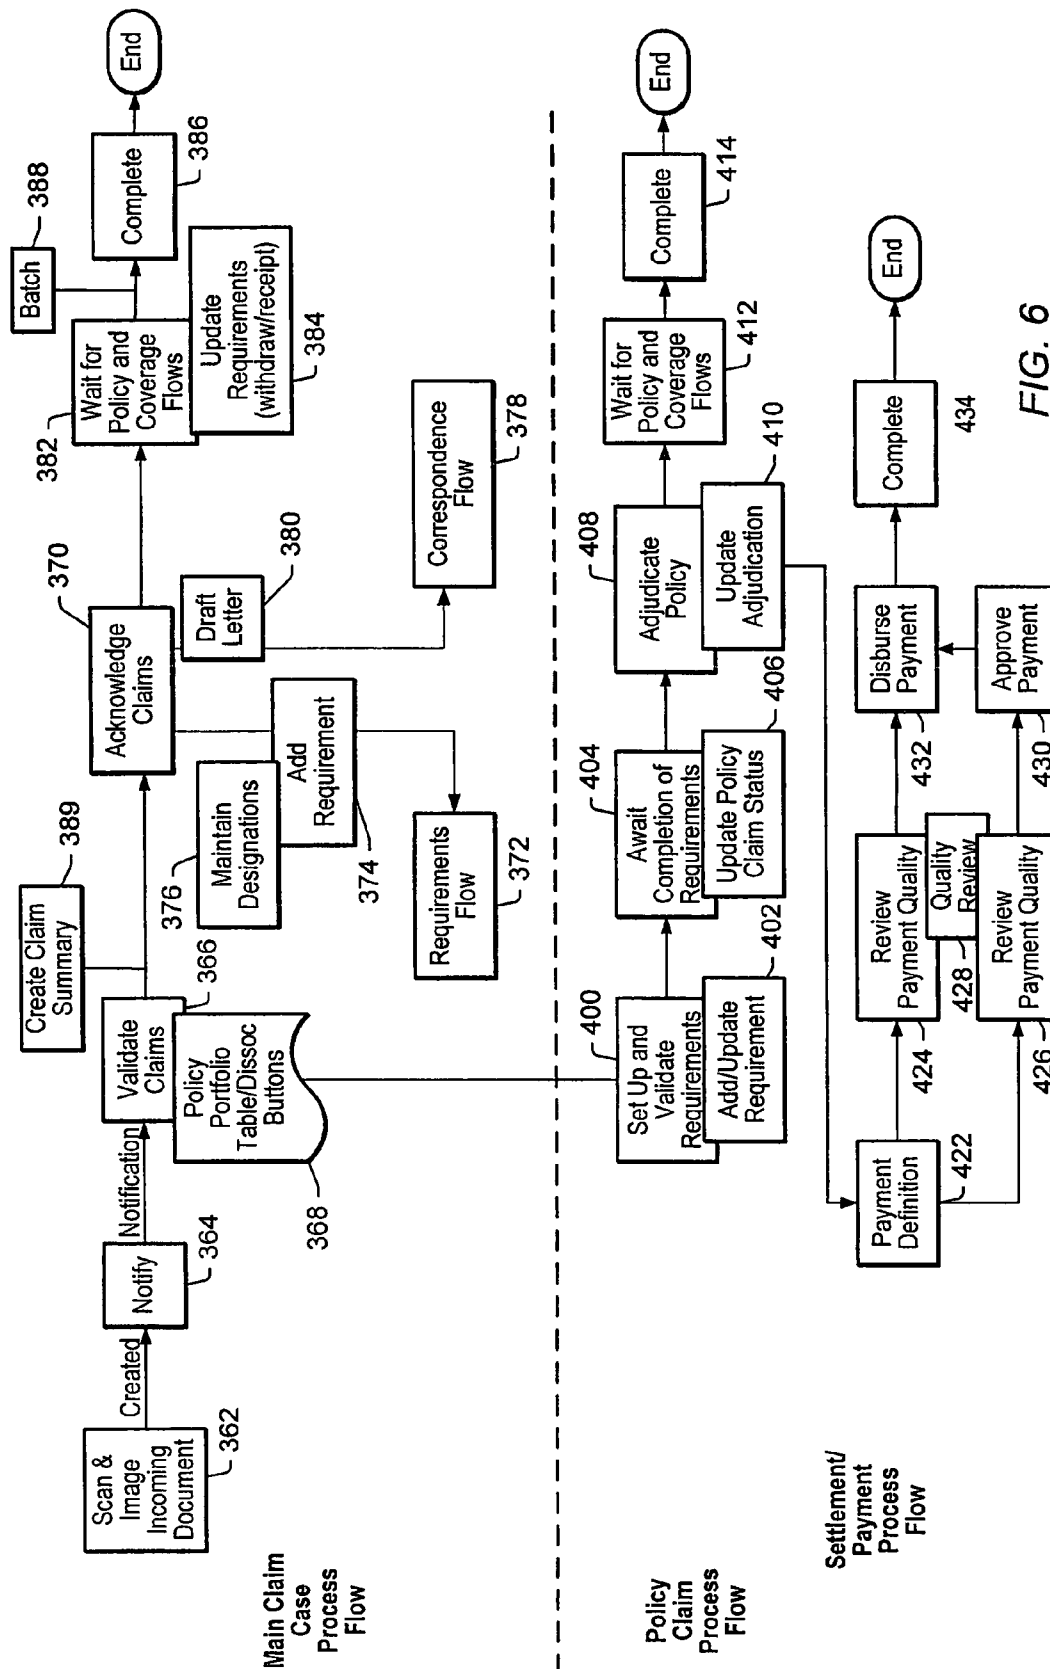 Main Claim
Case
Process
Flow
Scan &
Image
Incoming
Document
362
Created
Notify
364
Notification
Validate
Claims
366
Policy
Portfolio
Table/Dissoc
Buttons
368
Create Claim
Summary
389
Acknowledge
Claims
370
Maintain
Designations
376
Add
Requirement
374
Requirements
Flow
372
Draft
Letter
380
Correspondence
Flow
378
Wait for
Policy and
Coverage
Flows
382
Update
Requirements
(withdraw/receipt)
384
Batch
388
Complete
386
End
Policy
Claim
Process
Flow
Set Up and
Validate
Requirements
400
Add/Update
Requirement
402
Await
Completion of
Requirements
404
Update Policy
Claim Status
406
Adjudicate
Policy
408
Update
Adjudication
410
Wait for
Policy and
Coverage
Flows
412
Complete
414
End
Settlement/
Payment
Process
Flow
Payment
Definition
422
Review
Payment Quality
424
Quality
Review
428
Review
Payment Quality
426
Disburse
Payment
432
Approve
Payment
430
Complete
434
End
FIG. 6